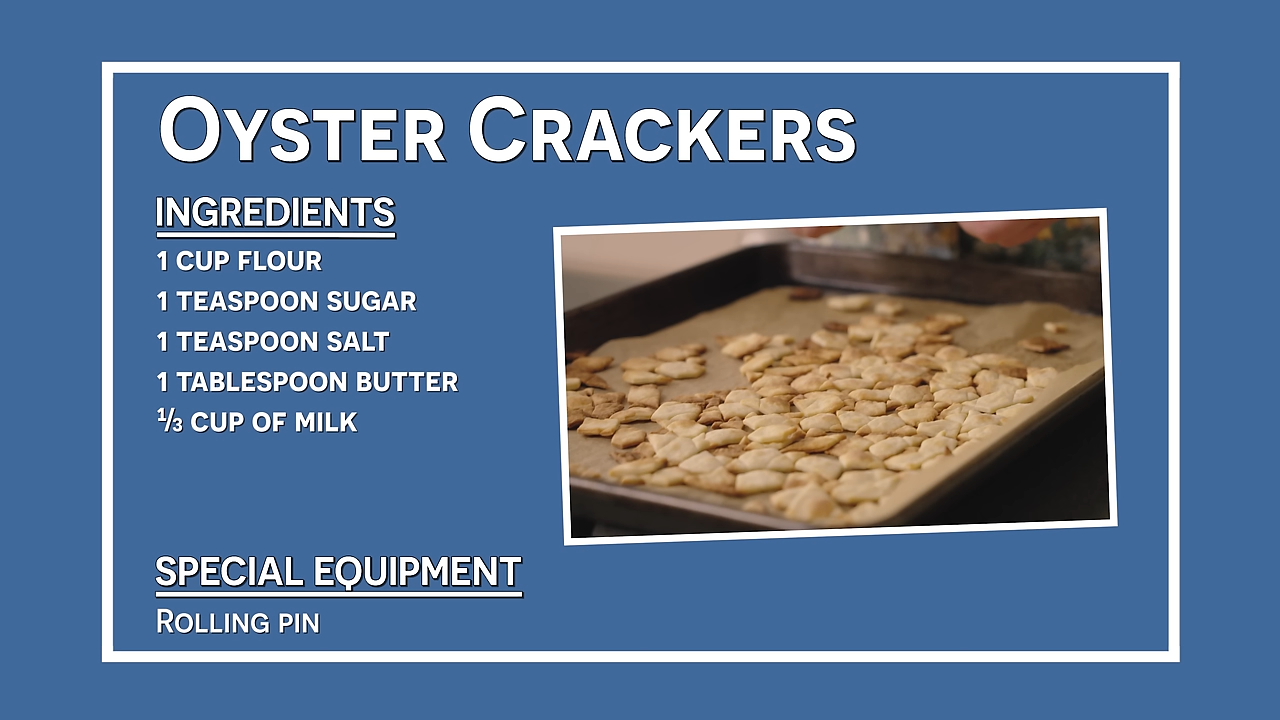 Oyster Crackers
INGREDIENTS
1 CUP FLOUR
1 TEASPOON SUGAR
1 TEASPOON SALT
1 TABLESPOON BUTTER
⅓ CUP OF MILK
SPECIAL EQUIPMENT
Rolling pin